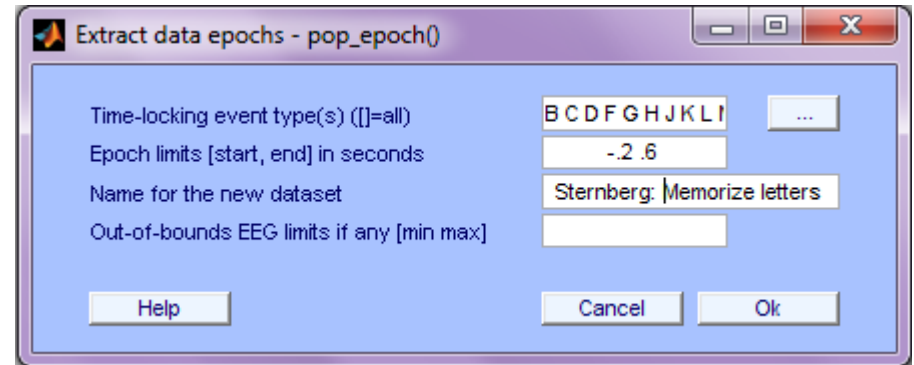 Extract data epochs - pop_epoch()
Time-locking event type(s) ([]=all) B C D F G H J K L ...
Epoch limits [start, end] in seconds -.2 .6
Name for the new dataset Sternberg: Memorize letters
Out-of-bounds EEG limits if any [min max]
Help Cancel Ok